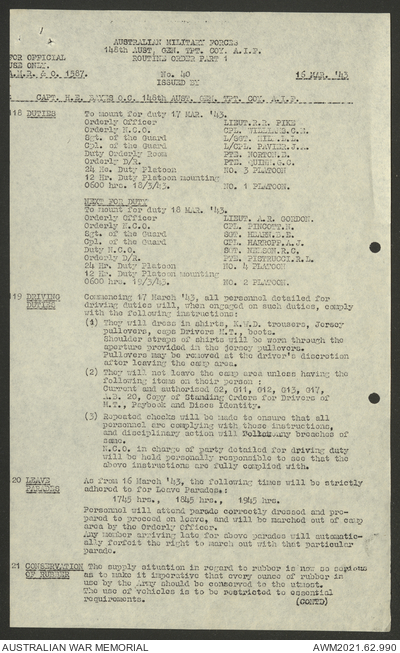 AUSTRALIAN MILITARY FORCES
148th AUST. GEN. TPT. COY. A.I.F.
FOR OFFICIAL ROUTINE ORDER PART 1
USE ONLY.
A.M.R. & O. 1987. No. 40 16 MAR. '43
ISSUED BY
CAPT. H.E. O.C. 148th AUST. GEN. TPT. COY. A.I.F.
118 DUTIES To mount for duty 17 MAR. '43.
Orderly Officer LIEUT. R.R. PIKE
Orderly N.C.O. CPL. WILLIAMS.C.M.
Sgt. of the Guard L/SGT.
Cpl. of the Guard L/CPL.
Duty Orderly Room PTE. NORTON.E.
Orderly D/R. PTE. QUINN.S.G.
24 Ho. Duty Platoon NO. 3 PLATOON
12 Hr. Duty Platoon mounting
0600 hrs. 18/3/43. NO. 1 PLATOON.
NEXT FOR DUTY
To mount for duty 18 MAR. '43.
Orderly Officer LIEUT. A.R. GORDON.
Orderly N.C.O. CPL. PINCOTT.H.
Sgt. of the Guard SGT.
Cpl. of the Guard CPL. A.J.
Duty N.C.O. SGT. NELSON.R.C.
Orderly D/R. PTE. PISTRUCCI.R.L.
24 Hr. Duty Platoon NO. 4 PLATOON
12 Hr. Duty Platoon mounting
0600 hrs. 19/3/43. NO. 2 PLATOON.
119 DRIVING Commencing 17 March '43, all personnel detailed for
DUTIES driving duties will, when engaged on such duties, comply
with the following instructions:
(1) They will dress in shirts, K.W.D. trousers, Jersey
pullovers, caps Drivers M.T., boots.
Shoulder straps of shirts will be worn through the
aperture provided in the jersey pullovers.
Pullovers may be removed at the driver's discretion
after leaving the camp area.
(2) They will not leave the camp area unless having the
following items on their person :
Current and authorised G2, G11, G12, G13, G17,
A.B. 20, Copy of Standing Orders for Drivers of
M.T., Paybook and Discs Identity.
(3) Repeated checks will be made to ensure that all
personnel are complying with these instructions,
and disciplinary action will follow any breaches of
same.
N.C.O. in charge of party detailed for driving duty
will be held personally responsible to see that the
above instructions are fully complied with.
20 LEAVE As from 16 March '43, the following times will be strictly
PARADES adhered to for Leave Parades.:
1745 hrs., 1845 hrs., 1945 hrs.
Personnel will attend parade correctly dressed and pre-
pared to proceed on leave, and will be marched out of camp
area by the Orderly Officer.
Any member arriving late for above parades will automatic-
ally forfeit the right to march out with that particular
parade.
21 CONSERVATION The supply situation in regard to rubber is now so serious
OF RUBBER as to make it imperative that every ounce of rubber in
use by the Army should be conserved to the utmost.
The use of vehicles is to be restricted to essential
requirements. (CONTD)
AUSTRALIAN WAR MEMORIAL AWM2021.62.990